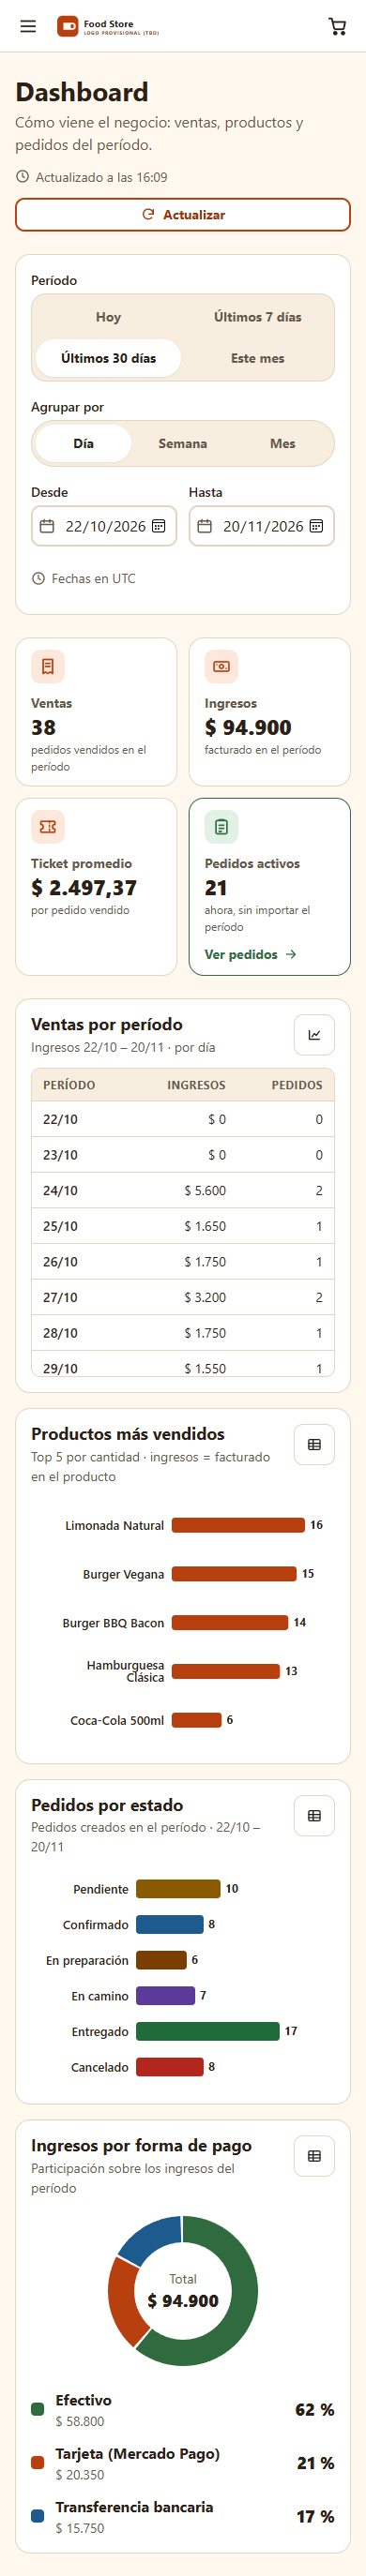 Food Store
LOGO PROVISIONAL (TBD)
Dashboard
Cómo viene el negocio: ventas, productos y
pedidos del período.
Actualizado a las 16:09
Actualizar
Período
Hoy
Últimos 7 días
Últimos 30 días
Este mes
Agrupar por
Día
Semana
Mes
Desde
Hasta
22/10/2026
20/11/2026
Fechas en UTC
Ventas
38
pedidos vendidos en el
período
Ingresos
$ 94.900
facturado en el período
Ticket promedio
$ 2.497,37
por pedido vendido
Pedidos activos
21
ahora, sin importar el
período
Ver pedidos →
Ventas por período
Ingresos 22/10 – 20/11 · por día
PERÍODO INGRESOS PEDIDOS
22/10 $ 0 0
23/10 $ 0 0
24/10 $ 5.600 2
25/10 $ 1.650 1
26/10 $ 1.750 1
27/10 $ 3.200 2
28/10 $ 1.750 1
29/10 $ 1.550 1
Productos más vendidos
Top 5 por cantidad · ingresos = facturado
en el producto
Limonada Natural 16
Burger Vegana 15
Burger BBQ Bacon 14
Hamburguesa
Clásica 13
Coca-Cola 500ml 6
Pedidos por estado
Pedidos creados en el período · 22/10 –
20/11
Pendiente 10
Confirmado 8
En preparación 6
En camino 7
Entregado 17
Cancelado 8
Ingresos por forma de pago
Participación sobre los ingresos del
período
Total
$ 94.900
Efectivo 62 %
$ 58.800
Tarjeta (Mercado Pago) 21 %
$ 20.350
Transferencia bancaria 17 %
$ 15.750